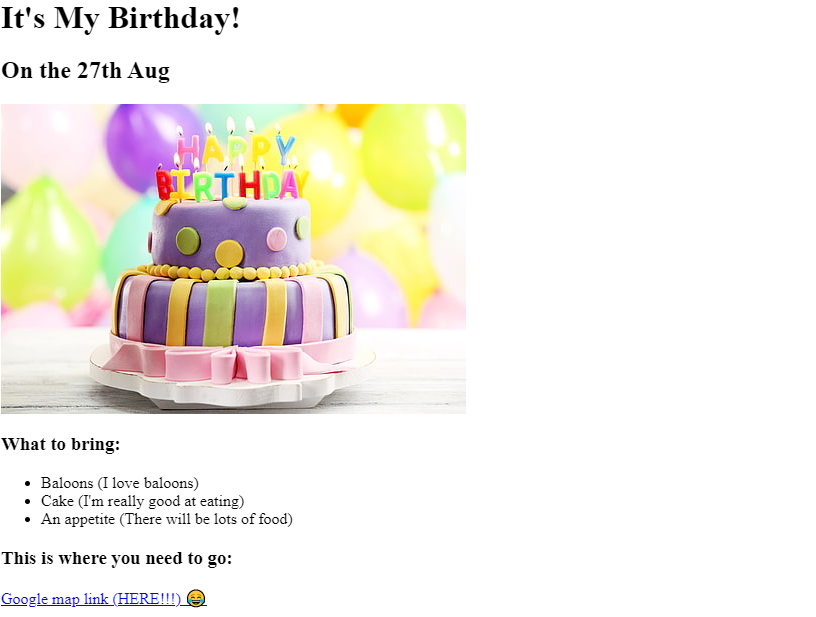 It's My Birthday!
On the 27th Aug
HAPPY
BIRTHDAY
What to bring:
Baloons (I love baloons)
Cake (I'm really good at eating)
An appetite (There will be lots of food)
This is where you need to go:
Google map link (HERE!!!) 😂